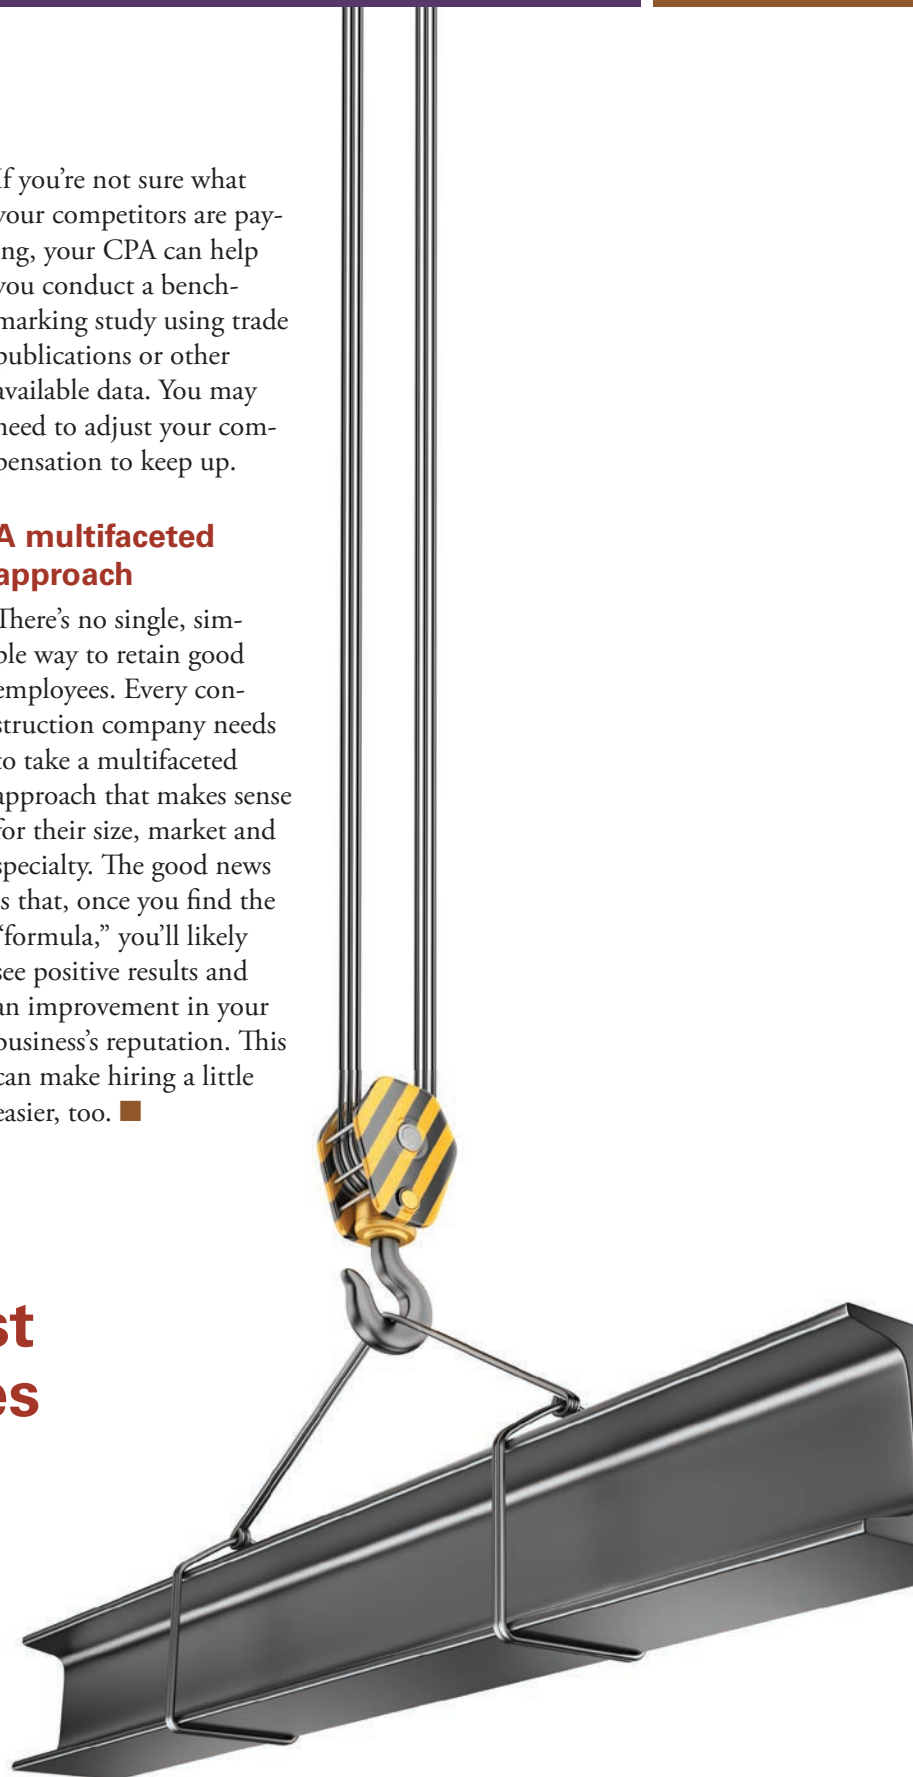 If you're not sure what
your competitors are pay-
ing, your CPA can help
you conduct a bench-
marking study using trade
publications or other
available data. You may
need to adjust your com-
pensation to keep up.
A multifaceted
approach
There's no single, sim-
ple way to retain good
employees. Every con-
struction company needs
to take a multifaceted
approach that makes sense
for their size, market and
specialty. The good news
is that, once you find the
“formula,” you'll likely
see positive results and
an improvement in your
business's reputation. This
can make hiring a little
easier, too.
st
es